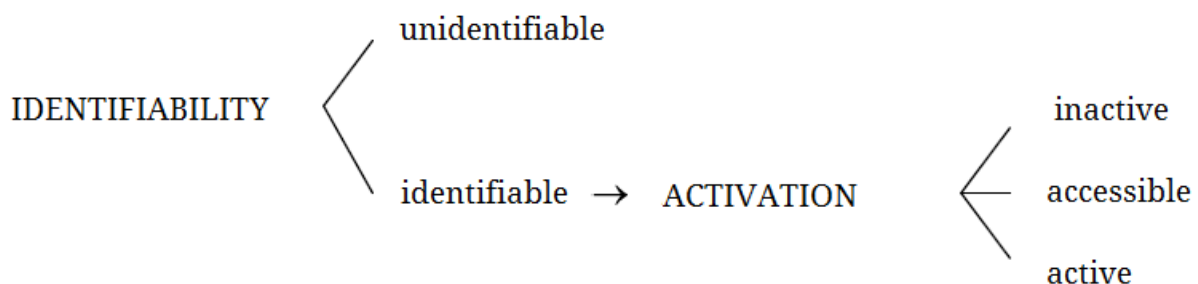 unidentifiable
IDENTIFIABILITY
inactive
identifiable → ACTIVATION
accessible
active